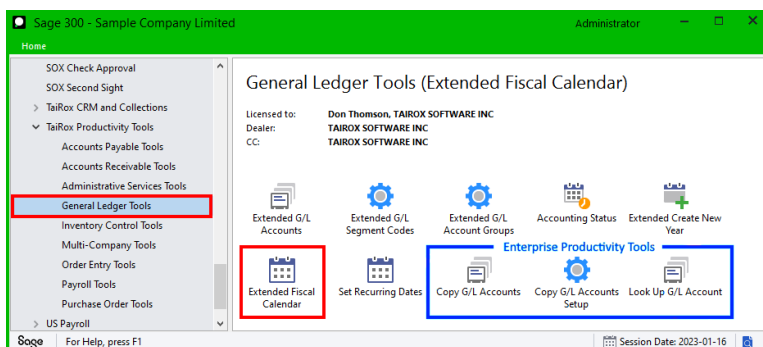 Sage 300 - Sample Company Limited
Administrator
Home
SOX Check Approval
SOX Second Sight
TaiRox CRM and Collections
TaiRox Productivity Tools
Accounts Payable Tools
Accounts Receivable Tools
Administrative Services Tools
General Ledger Tools
Inventory Control Tools
Multi-Company Tools
Order Entry Tools
Payroll Tools
Purchase Order Tools
US Payroll
General Ledger Tools (Extended Fiscal Calendar)
Licensed to: Don Thomson, TAIROX SOFTWARE INC
Dealer: TAIROX SOFTWARE INC
CC: TAIROX SOFTWARE INC
Extended G/L
Accounts
Extended G/L
Segment Codes
Extended G/L
Account Groups
Accounting Status
Extended Create New
Year
Enterprise Productivity Tools
Extended Fiscal
Calendar
Set Recurring Dates
Copy G/L Accounts
Copy G/L Accounts
Setup
Look Up G/L Account
Sage
For Help, press F1
Session Date: 2023-01-16